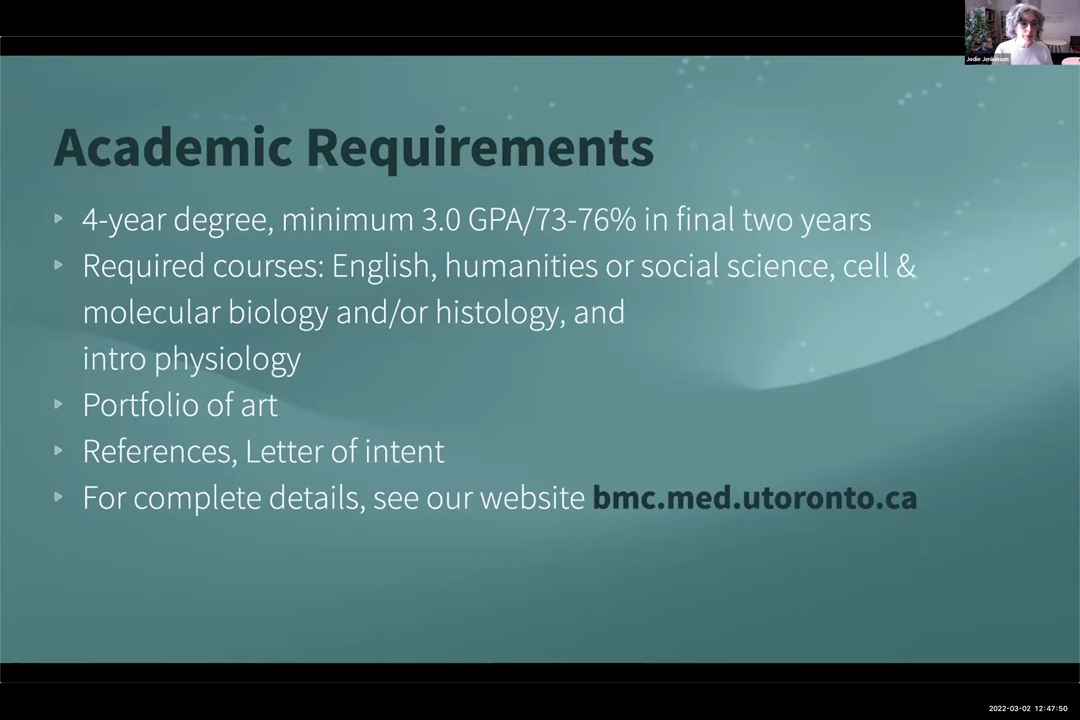 Jodie Jenkinson
Academic Requirements
4-year degree, minimum 3.0 GPA/73-76% in final two years
Required courses: English, humanities or social science, cell &
molecular biology and/or histology, and
intro physiology
Portfolio of art
References, Letter of intent
For complete details, see our website bmc.med.utoronto.ca
2022-03-02 12:47:50